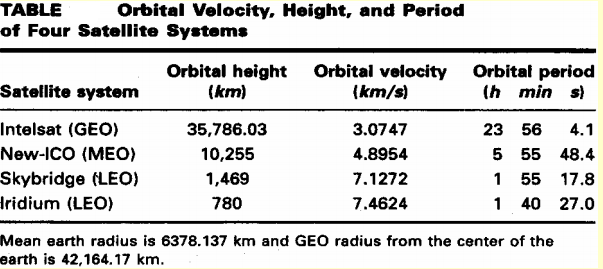 TABLE Orbital Velocity, Height, and Period
of Four Satellite Systems
Orbital height Orbital velocity Orbital period
Satellite system (km) (km/s) (h min s)
Intelsat (GEO) 35,786.03 3.0747 23 56 4.1
New-ICO (MEO) 10,255 4.8954 5 55 48.4
Skybridge (LEO) 1,469 7.1272 1 55 17.8
Iridium (LEO) 780 7.4624 1 40 27.0
Mean earth radius is 6378.137 km and GEO radius from the center of the
earth is 42,164.17 km.